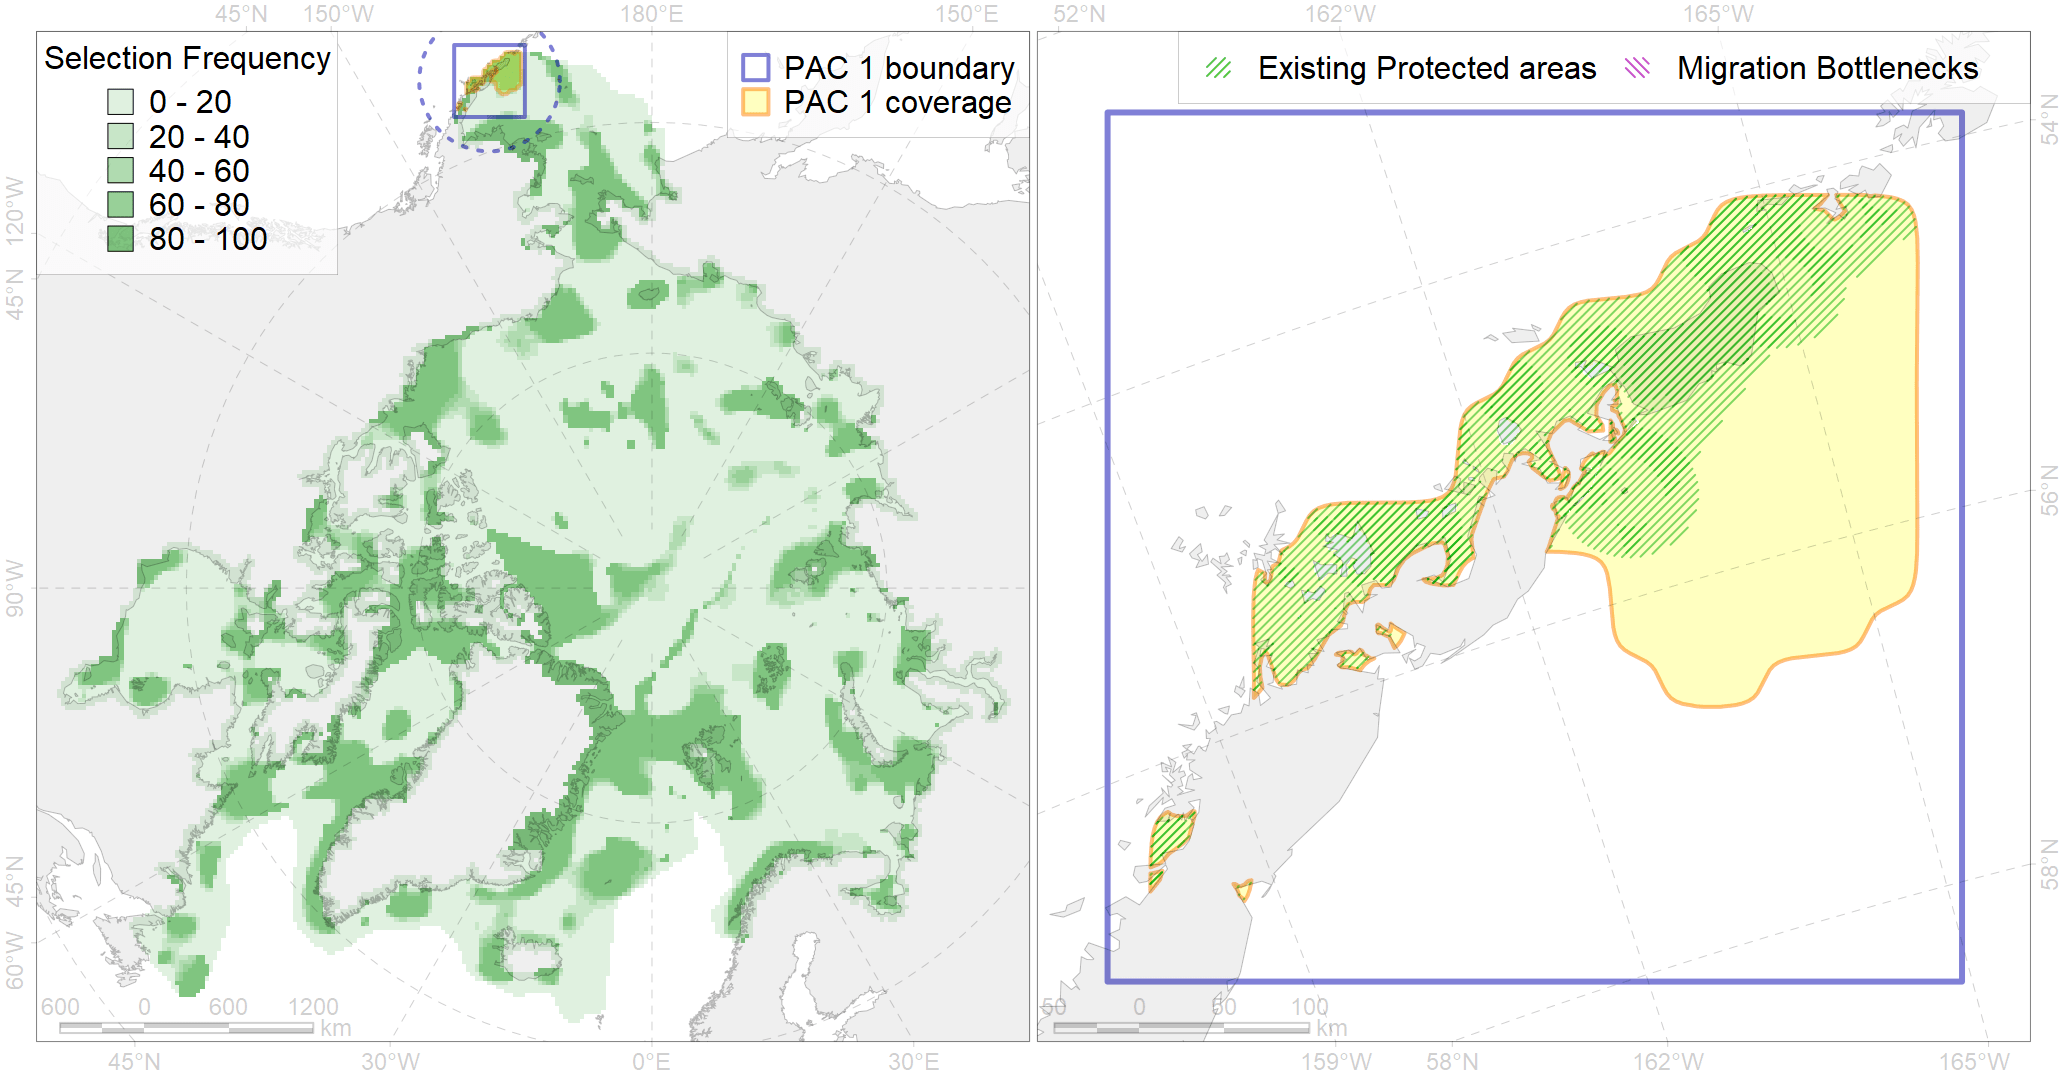 45°N 150°W 180°E 150°E 52°N 162°W 165°W
Selection Frequency
0 - 20
20 - 40
40 - 60
60 - 80
80 - 100
PAC 1 boundary
PAC 1 coverage
Existing Protected areas
Migration Bottlenecks
120°W
45°N
90°W
45°N
60°W
54°N
56°N
58°N
600 0 600 1200
km
50 0 50 100
km
45°N 30°W 0°E 30°E 159°W 58°N 162°W 165°W